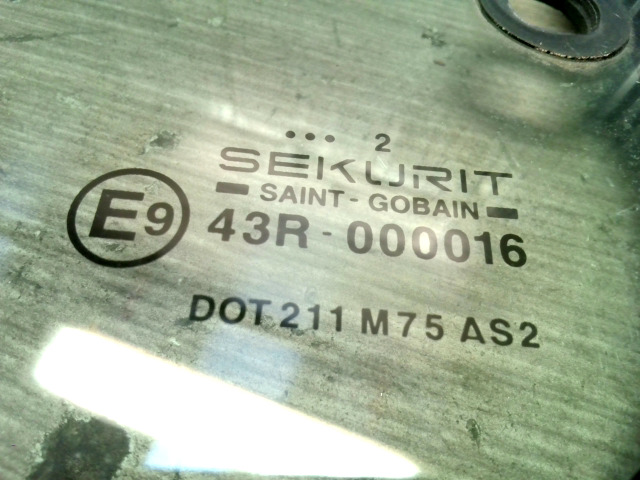 ••• 2
SEKURIT
SAINT-GOBAIN
E9 43R-000016
DOT 211 M75 AS2